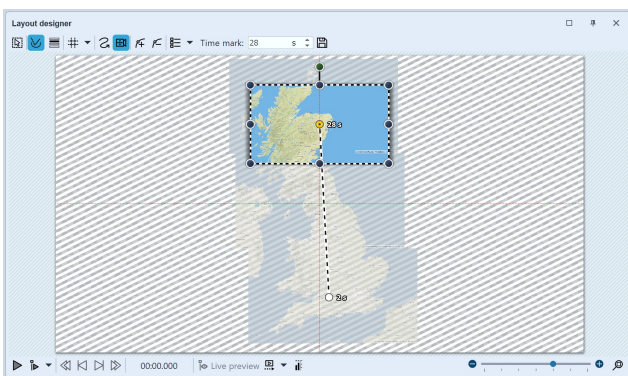 Layout designer
Time mark: 28 s
28 s
2 s
00:00.000 Live preview